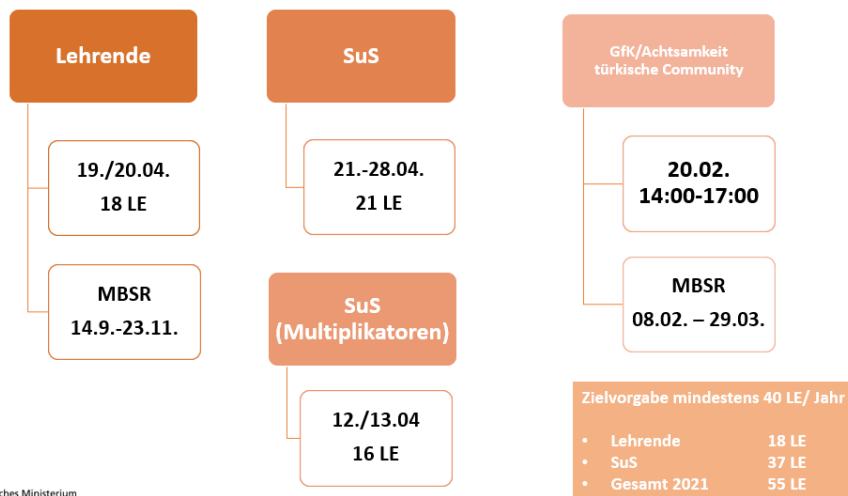 Lehrende
19./20.04.
18 LE
MBSR
14.9.-23.11.
SuS
21.-28.04.
21 LE
SuS
(Multiplikatoren)
12./13.04
16 LE
GfK/Achtsamkeit
türkische Community
20.02.
14:00-17:00
MBSR
08.02. – 29.03.
Zielvorgabe mindestens 40 LE/ Jahr
• Lehrende 18 LE
• SuS 37 LE
• Gesamt 2021 55 LE
ches Ministerium